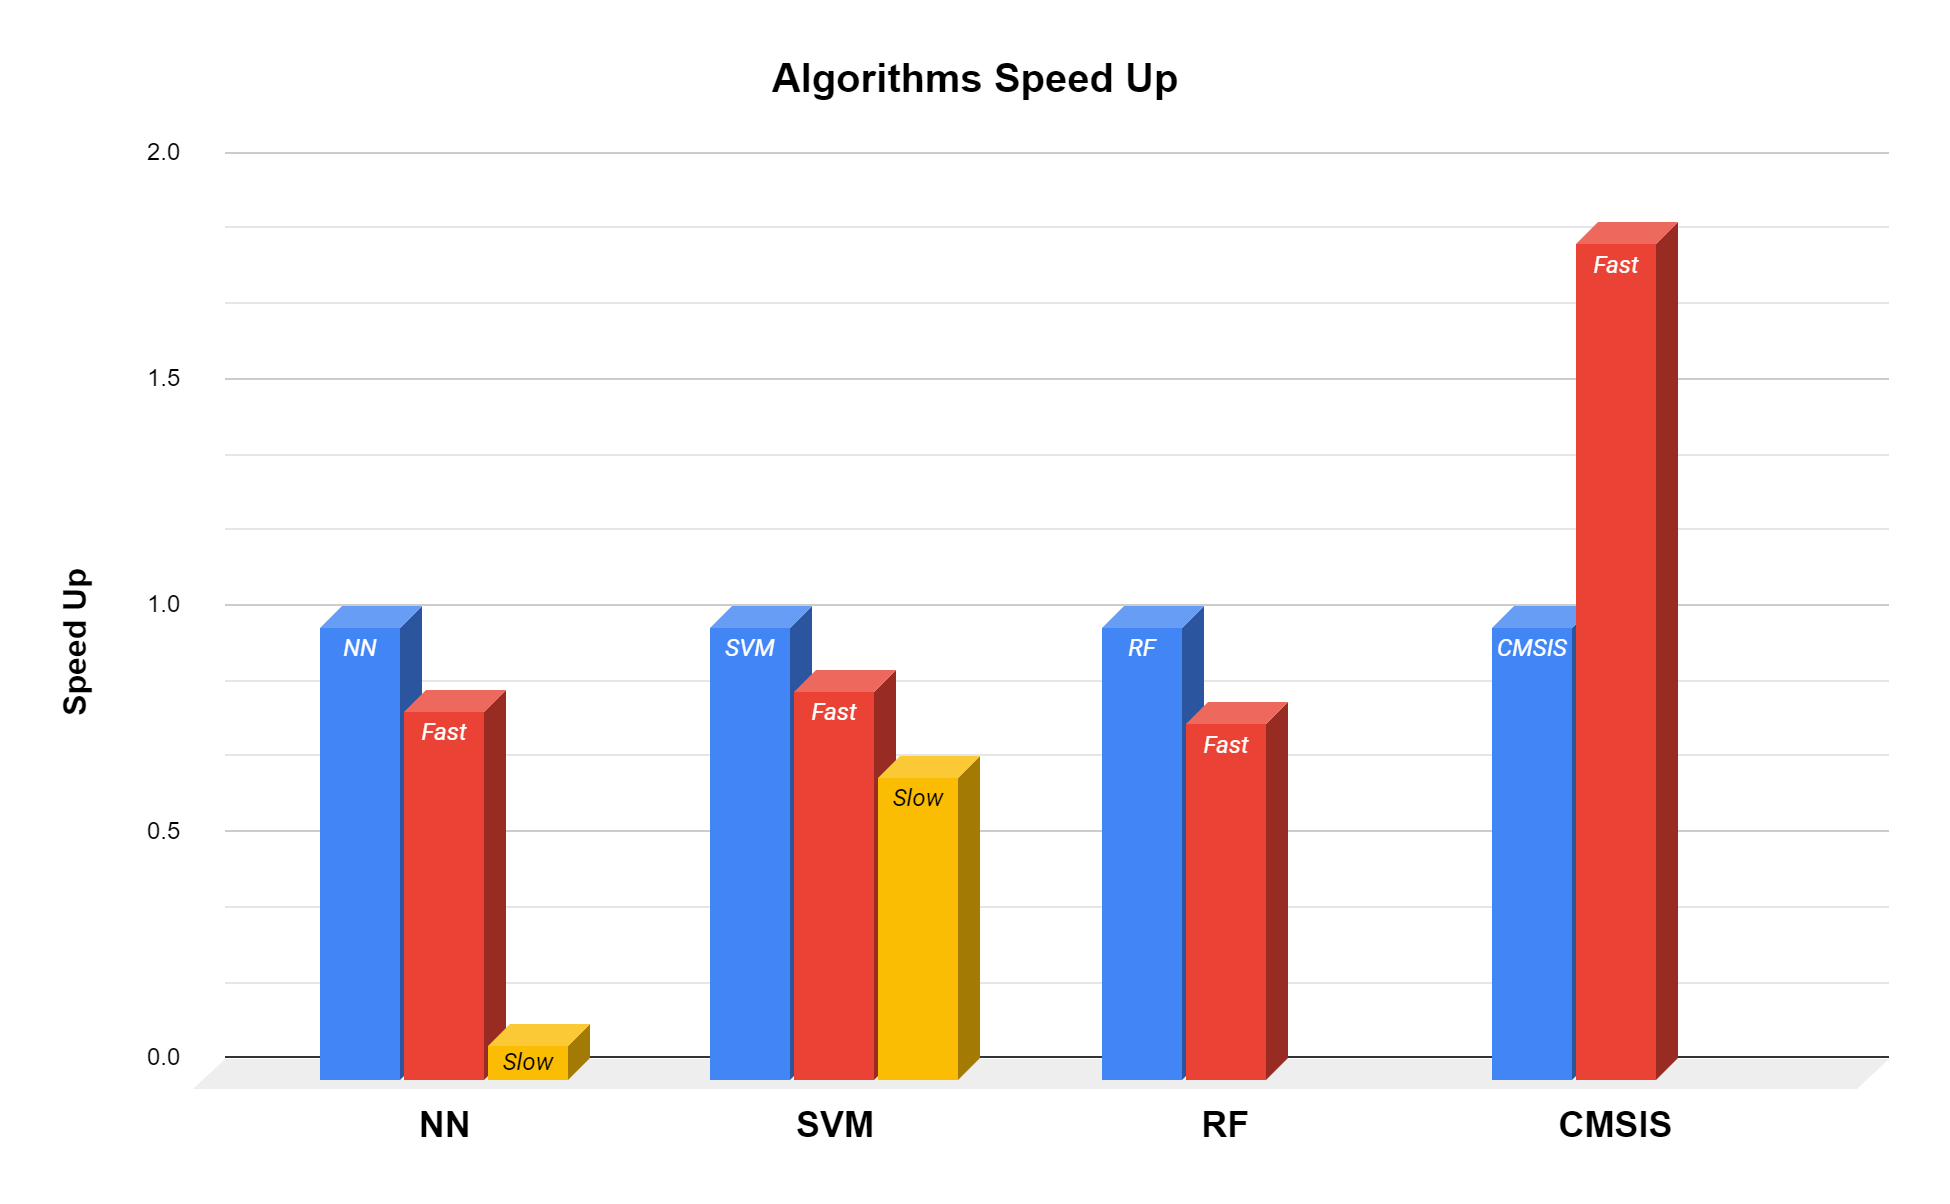 Algorithms Speed Up
2.0
1.5
1.0
0.5
0.0
Speed Up
NN
Fast
Slow
SVM
Fast
Slow
RF
Fast
CMSIS
Fast
NN
SVM
RF
CMSIS